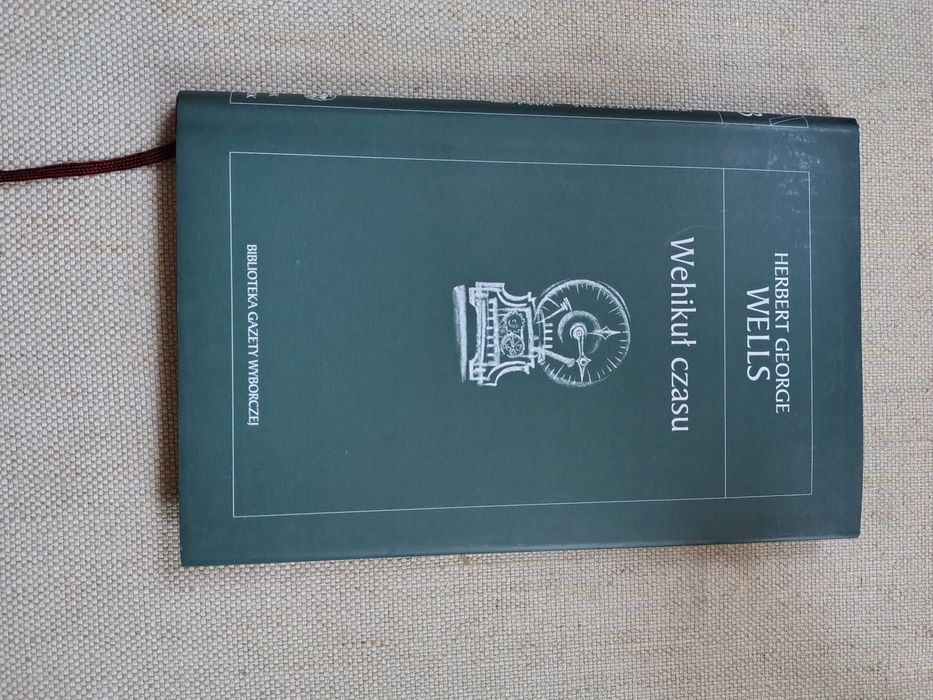 HERBERT GEORGE
WELLS
Wehikuł czasu
BIBLIOTEKA GAZETY WYBORCZEJ